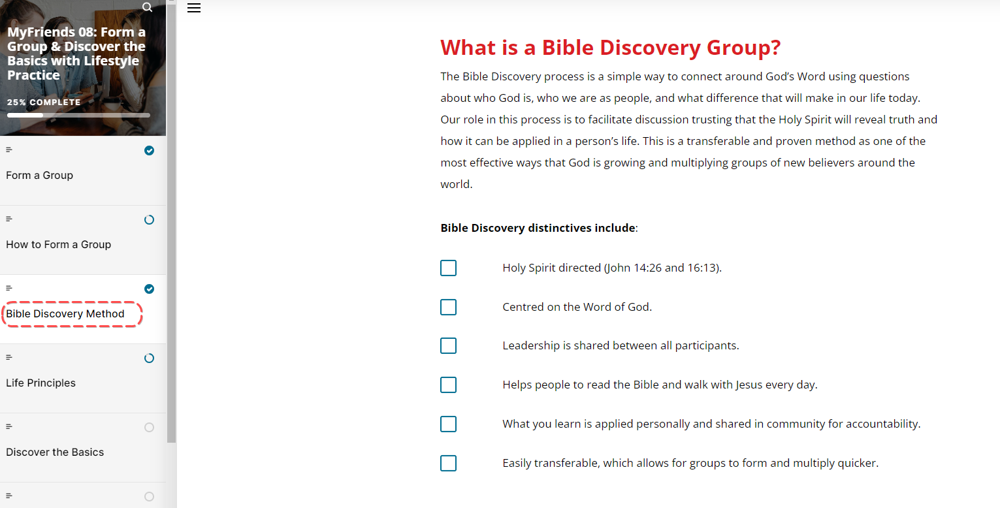 MyFriends 08: Form a
Group & Discover the
Basics with Lifestyle
Practice
25% COMPLETE
Form a Group
How to Form a Group
Bible Discovery Method
Life Principles
Discover the Basics
What is a Bible Discovery Group?
The Bible Discovery process is a simple way to connect around God’s Word using questions
about who God is, who we are as people, and what difference that will make in our life today.
Our role in this process is to facilitate discussion trusting that the Holy Spirit will reveal truth and
how it can be applied in a person’s life. This is a transferable and proven method as one of the
most effective ways that God is growing and multiplying groups of new believers around the
world.
Bible Discovery distinctives include:
Holy Spirit directed (John 14:26 and 16:13).
Centred on the Word of God.
Leadership is shared between all participants.
Helps people to read the Bible and walk with Jesus every day.
What you learn is applied personally and shared in community for accountability.
Easily transferable, which allows for groups to form and multiply quicker.